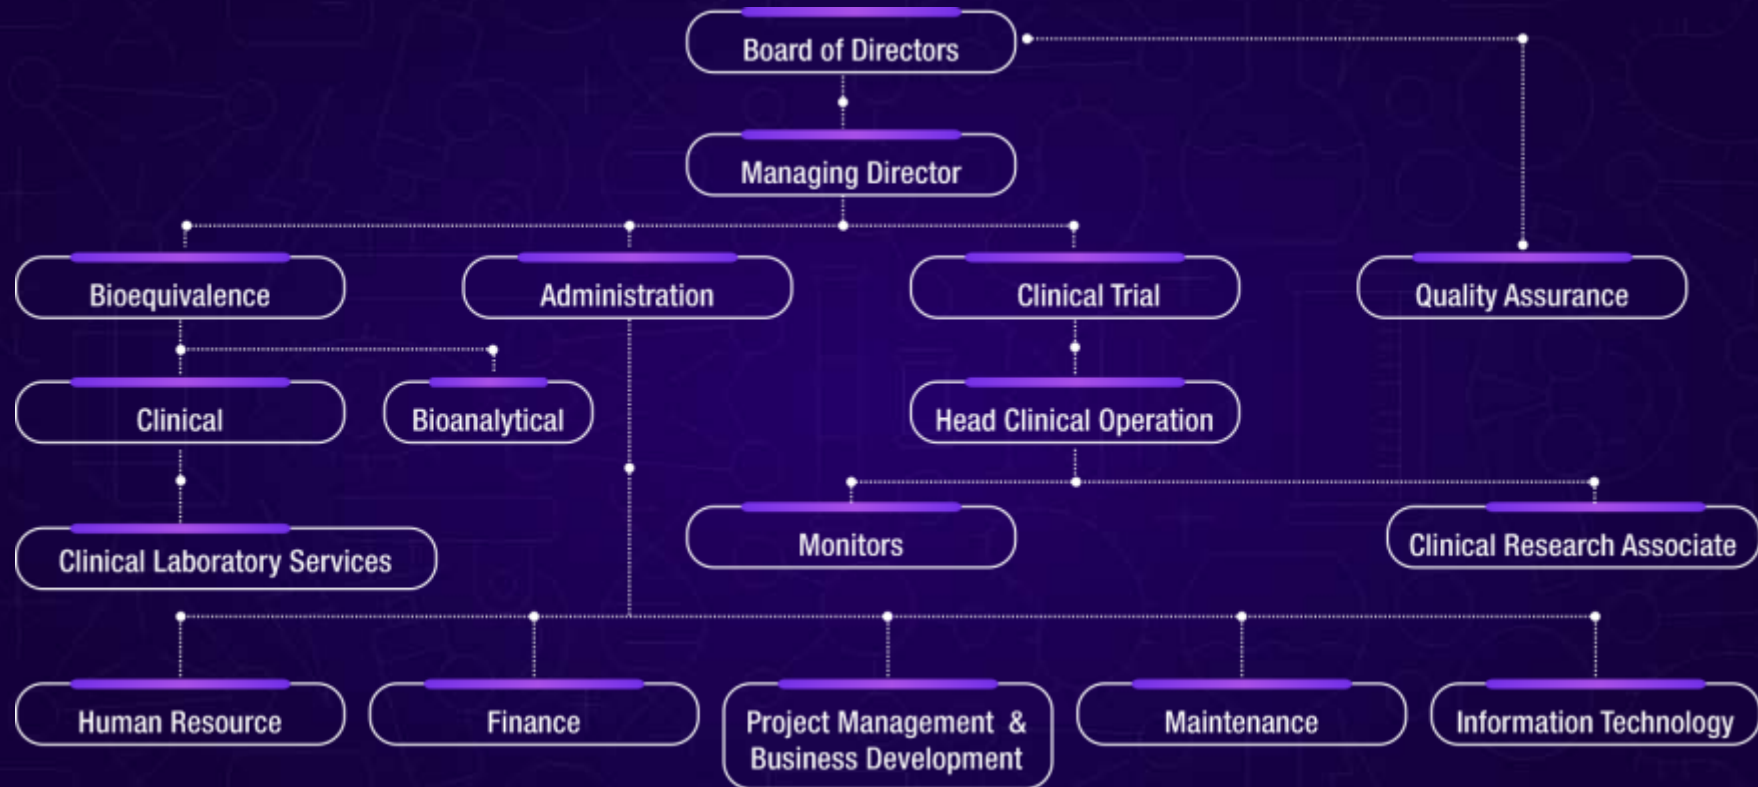 Board of Directors
Managing Director
Bioequivalence
Administration
Clinical Trial
Quality Assurance
Clinical
Bioanalytical
Head Clinical Operation
Monitors
Clinical Research Associate
Clinical Laboratory Services
Human Resource
Finance
Project Management &
Business Development
Maintenance
Information Technology